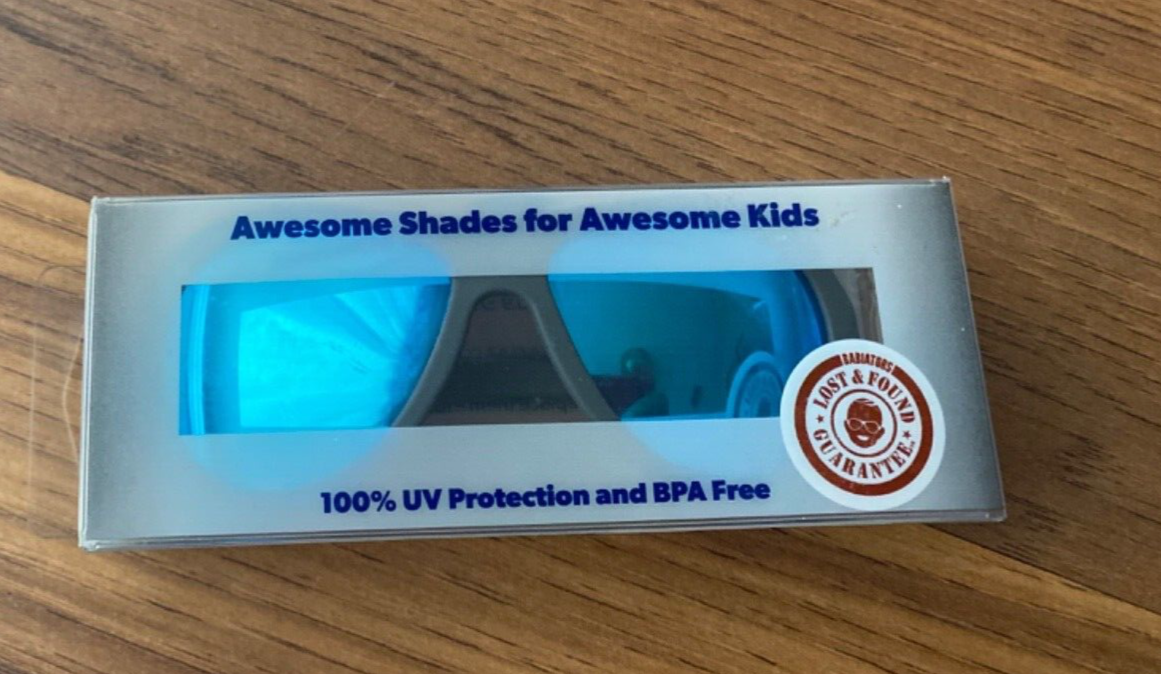 Awesome Shades for Awesome Kids
BABIATORS
LOST & FOUND
GUARANTEE
100% UV Protection and BPA Free